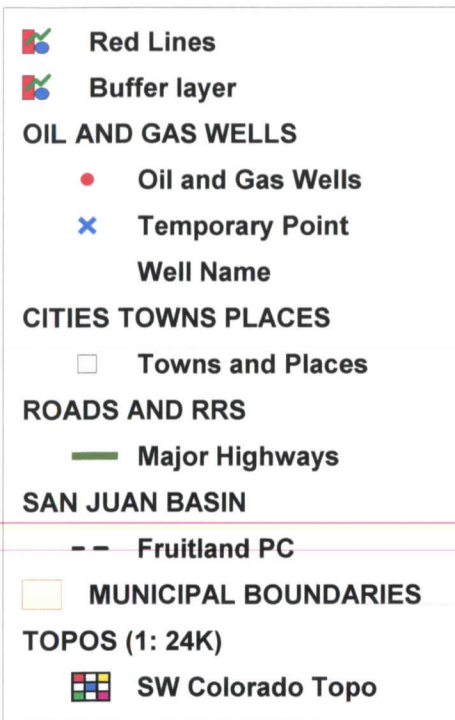 Red Lines
Buffer layer
OIL AND GAS WELLS
Oil and Gas Wells
Temporary Point
Well Name
CITIES TOWNS PLACES
Towns and Places
ROADS AND RRS
Major Highways
SAN JUAN BASIN
Fruitland PC
MUNICIPAL BOUNDARIES
TOPOS (1: 24K)
SW Colorado Topo